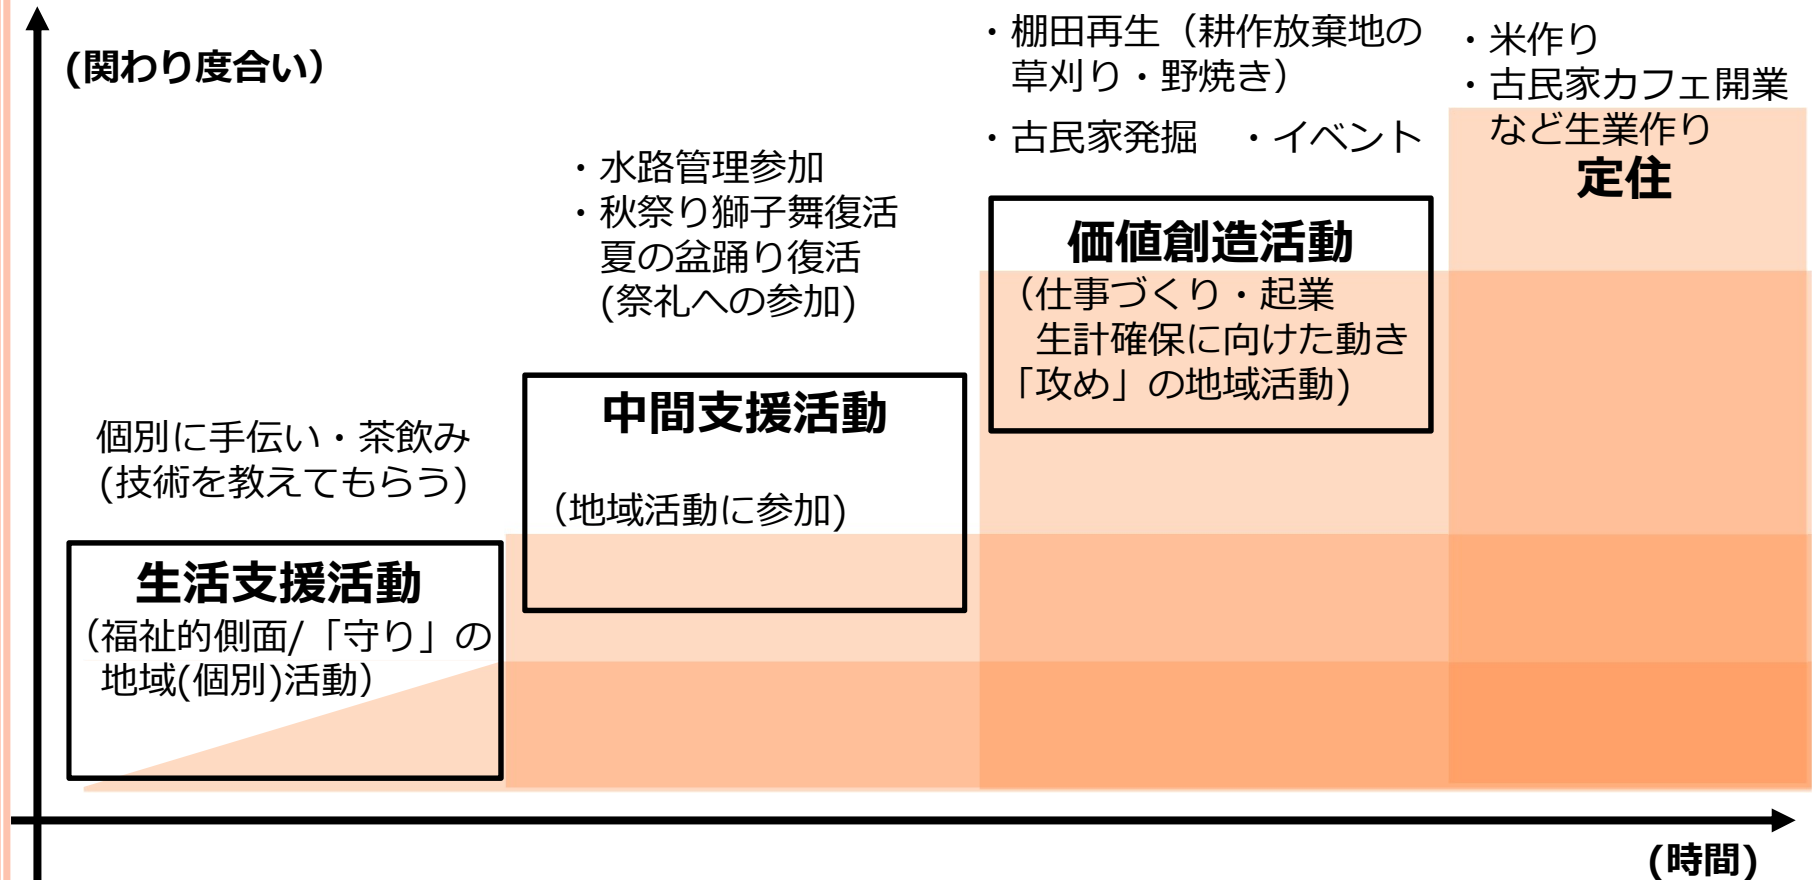 (関わり度合い）
・棚田再生（耕作放棄地の
草刈り・野焼き）
・古民家発掘　・イベント
・米作り
・古民家カフェ開業
など生業作り
定住
・水路管理参加
・秋祭り獅子舞復活
夏の盆踊り復活
(祭礼への参加)
価値創造活動
（仕事づくり・起業
生計確保に向けた動き
「攻め」の地域活動)
個別に手伝い・茶飲み
(技術を教えてもらう)
中間支援活動
（地域活動に参加)
生活支援活動
（福祉的側面/「守り」の
地域(個別)活動）
(時間)